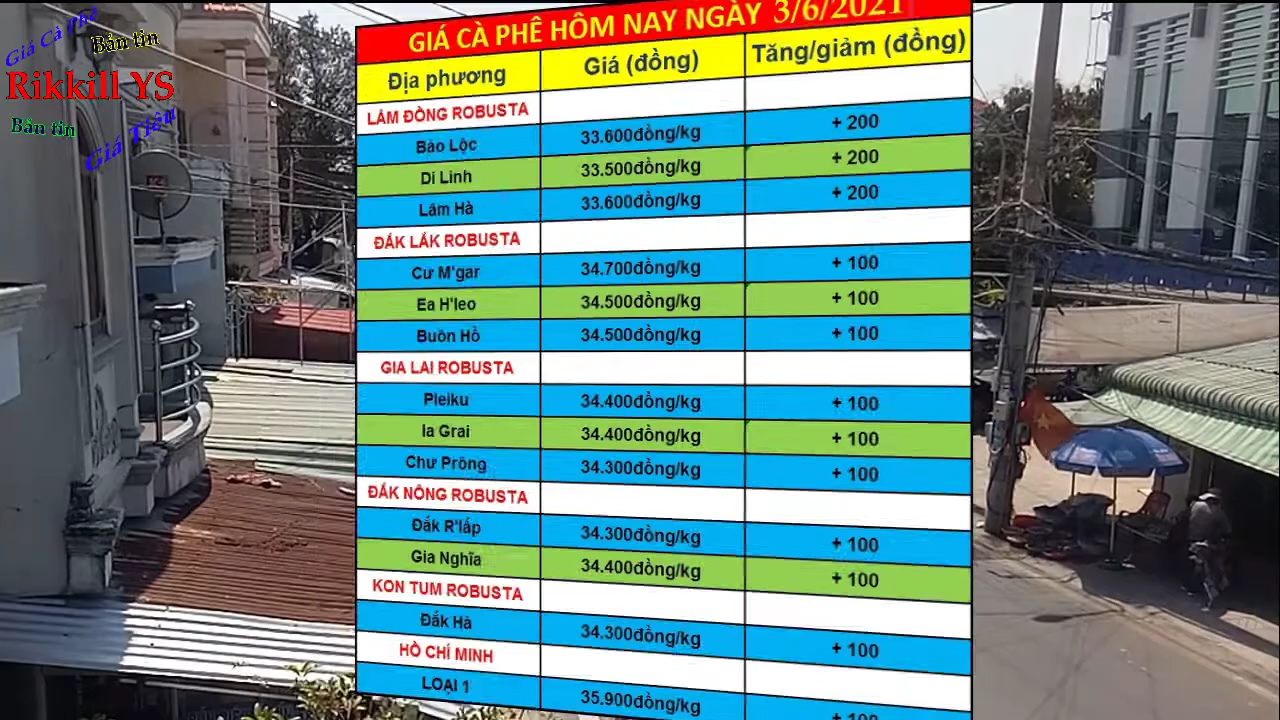 Giá Cà Phê
Bản tin
Rikkill YS
Bản tin
Giá Tiêu
GIÁ CÀ PHÊ HÔM NAY NGÀY 3/6/2021
Địa phương Giá (đồng) Tăng/giảm (đồng)
LÂM ĐỒNG ROBUSTA
Bảo Lộc 33.600đồng/kg + 200
Di Linh 33.500đồng/kg + 200
Lâm Hà 33.600đồng/kg + 200
ĐẮK LẮK ROBUSTA
Cư M'gar 34.700đồng/kg + 100
Ea H'leo 34.500đồng/kg + 100
Buôn Hồ 34.500đồng/kg + 100
GIA LAI ROBUSTA
Pleiku 34.400đồng/kg + 100
Ia Grai 34.400đồng/kg + 100
Chư Prông 34.300đồng/kg + 100
ĐẮK NÔNG ROBUSTA
Đắk R'lấp 34.300đồng/kg + 100
Gia Nghĩa 34.400đồng/kg + 100
KON TUM ROBUSTA
Đắk Hà 34.300đồng/kg + 100
HỒ CHÍ MINH
LOẠI 1 35.900đồng/kg + 100